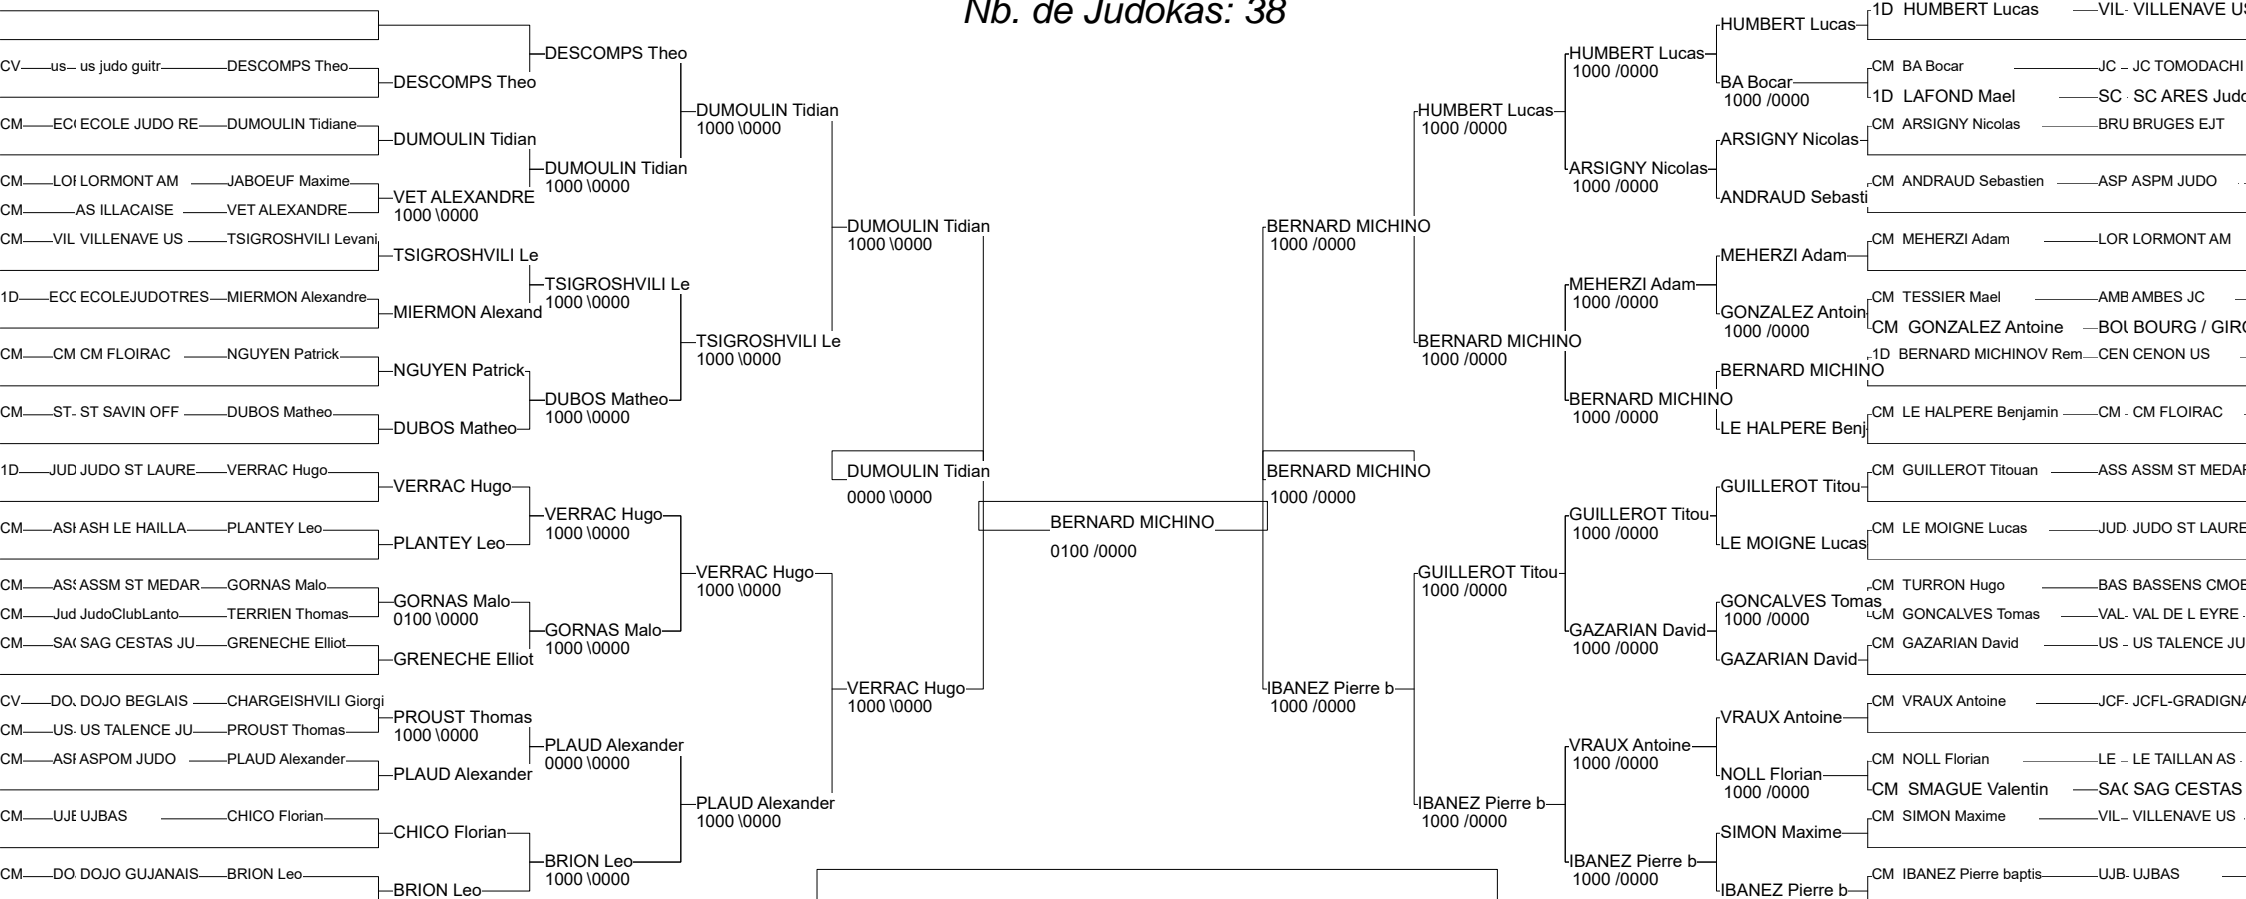 Nb. de Judokas: 38
CV us us judo guitr DESCOMPS Theo
CM ECOLE JUDO RE DUMOULIN Tidiane
CM LORMONT AM JABOEUF Maxime
CM AS ILLACAISE VET ALEXANDRE
CM VIL VILLENAVE US TSIGROSHVILI Levani
1D ECOLEJUDOTRES MIERMON Alexandre
CM CM CM FLOIRAC NGUYEN Patrick
CM ST- ST SAVIN OFF DUBOS Matheo
1D JUD JUDO ST LAURE VERRAC Hugo
CM ASH LE HAILLA PLANTEY Leo
CM ASSM ST MEDAR GORNAS Malo
CM Jud JudoClubLanto TERRIEN Thomas
CM SAG CESTAS JU GRENECHE Elliot
CV DOJO BEGLAIS CHARGEISHVILI Giorgi
CM US- US TALENCE JU PROUST Thomas
CM ASPOM JUDO PLAUD Alexander
CM UJBAS CHICO Florian
CM DO DOJO GUJANAIS BRION Leo
DESCOMPS Theo
DUMOULIN Tidian
VET ALEXANDRE
1000 \0000
TSIGROSHVILI Le
MIERMON Alexand
NGUYEN Patrick
DUBOS Matheo
VERRAC Hugo
PLANTEY Leo
GORNAS Malo
0100 \0000
GRENECHE Elliot
PROUST Thomas
1000 \0000
PLAUD Alexander
CHICO Florian
BRION Leo
DESCOMPS Theo
DUMOULIN Tidian
1000 \0000
TSIGROSHVILI Le
1000 \0000
DUBOS Matheo
1000 \0000
VERRAC Hugo
1000 \0000
GORNAS Malo
1000 \0000
PLAUD Alexander
0000 \0000
BRION Leo
1000 \0000
DUMOULIN Tidian
1000 \0000
TSIGROSHVILI Le
1000 \0000
VERRAC Hugo
1000 \0000
PLAUD Alexander
1000 \0000
DUMOULIN Tidian
1000 \0000
DUMOULIN Tidian
0000 \0000
VERRAC Hugo
1000 \0000
BERNARD MICHINO
0100 /0000
BERNARD MICHINO
1000 /0000
BERNARD MICHINO
1000 /0000
IBANEZ Pierre b
1000 /0000
HUMBERT Lucas
1000 /0000
BERNARD MICHINO
1000 /0000
GUILLEROT Titou
1000 /0000
IBANEZ Pierre b
1000 /0000
HUMBERT Lucas
1000 /0000
ARSIGNY Nicolas
1000 /0000
MEHERZI Adam
1000 /0000
BERNARD MICHINO
1000 /0000
GUILLEROT Titou
1000 /0000
GAZARIAN David
1000 /0000
VRAUX Antoine
1000 /0000
IBANEZ Pierre b
1000 /0000
HUMBERT Lucas
BA Bocar
1000 /0000
ARSIGNY Nicolas
ANDRAUD Sebasti
MEHERZI Adam
GONZALEZ Antoin
1000 /0000
BERNARD MICHINO
LE HALPERE Benj
GUILLEROT Titou
LE MOIGNE Lucas
GONCALVES Tomas
1000 /0000
GAZARIAN David
VRAUX Antoine
NOLL Florian
1000 /0000
SIMON Maxime
IBANEZ Pierre b
1D HUMBERT Lucas VIL- VILLENAVE US
CM BA Bocar JC - JC TOMODACHI
1D LAFOND Mael SC SC ARES Judo
CM ARSIGNY Nicolas BRU BRUGES EJT
CM ANDRAUD Sebastien ASP ASPM JUDO
CM MEHERZI Adam LOR LORMONT AM
CM TESSIER Mael AMB AMBES JC
CM GONZALEZ Antoine BOURG / GIRO
1D BERNARD MICHINOV Rem CEN CENON US
CM LE HALPERE Benjamin CM - CM FLOIRAC
CM GUILLEROT Titouan ASS ASSM ST MEDAR
CM LE MOIGNE Lucas JUD JUDO ST LAURE
CM TURRON Hugo BAS BASSENS CMOE
CM GONCALVES Tomas VAL- VAL DE L EYRE
CM GAZARIAN David US - US TALENCE JU
CM VRAUX Antoine JCF- JCFL-GRADIGNA
CM NOLL Florian LE - LE TAILLAN AS
CM SMAGUE Valentin SAG CESTAS
CM SIMON Maxime VIL- VILLENAVE US
CM IBANEZ Pierre baptis UJB- UJBAS